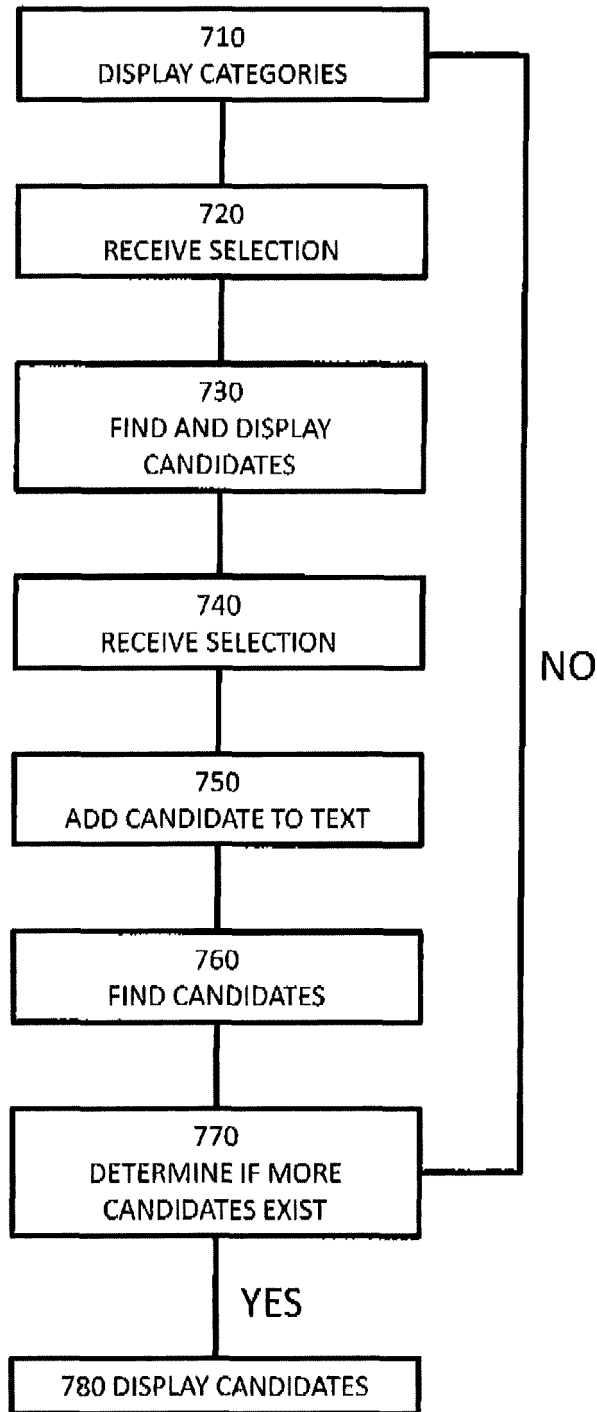 710
DISPLAY CATEGORIES
720
RECEIVE SELECTION
730
FIND AND DISPLAY
CANDIDATES
740
RECEIVE SELECTION
NO
750
ADD CANDIDATE TO TEXT
760
FIND CANDIDATES
770
DETERMINE IF MORE
CANDIDATES EXIST
YES
780 DISPLAY CANDIDATES